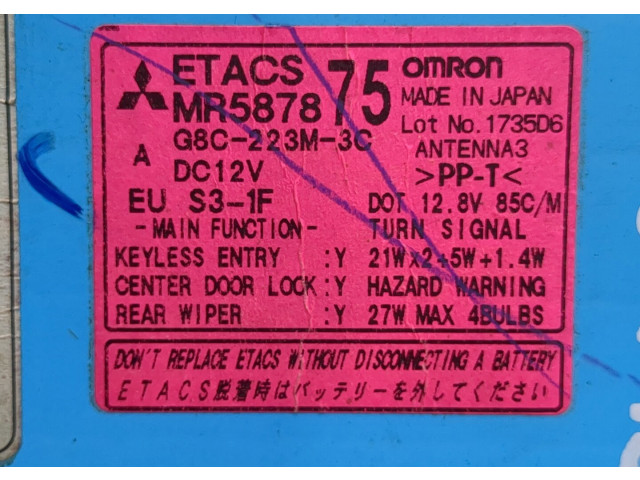 ETACS
MR587875
omron
MADE IN JAPAN
G8C-223M-3C
Lot No.1735D6
A
DC12V
ANTENNA3
>PP-T<
EU S3-1F
DOT 12.8V 85C/M
-MAIN FUNCTION-
TURN SIGNAL
KEYLESS ENTRY :Y 21W×2+5W+1.4W
CENTER DOOR LOCK:Y HAZARD WARNING
REAR WIPER :Y 27W MAX 4BULBS
DON'T REPLACE ETACS WITHOUT DISCONNECTING A BATTERY
ETACS脱着時はバッテリーを外してください